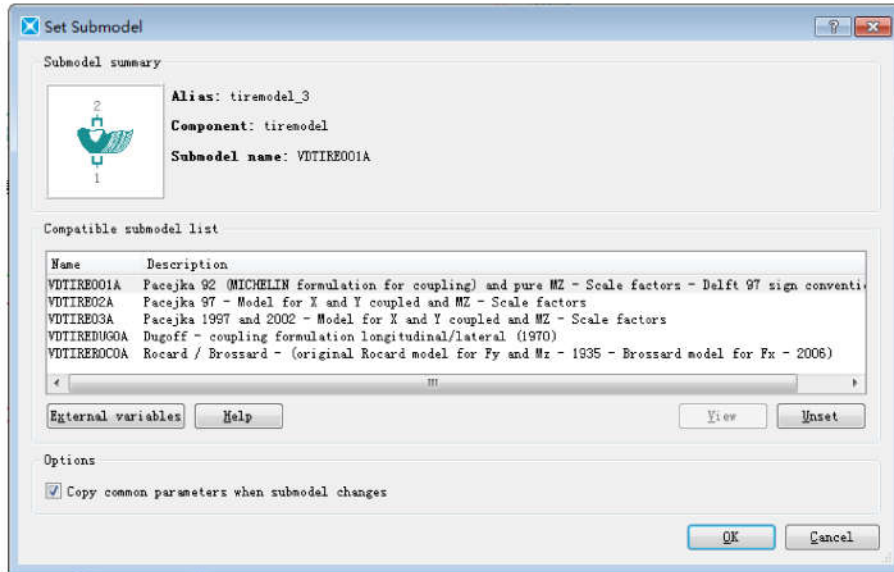 Set Submodel
Submodel summary
2
1
Alias: tiremodel_3
Component: tiremodel
Submodel name: VDTIRE001A
Compatible submodel list
Name Description
VDTIRE001A Pacejka 92 (MICHELIN formulation for coupling) and pure MZ - Scale factors - Delft 97 sign conventi
VDTIRE02A Pacejka 97 - Model for X and Y coupled and MZ - Scale factors
VDTIRE03A Pacejka 1997 and 2002 - Model for X and Y coupled and MZ - Scale factors
VDTIREDUG0A Dugoff - coupling formulation longitudinal/lateral (1970)
VDTIREROC0A Rocard / Brossard - (original Rocard model for Fy and Mz - 1935 - Brossard model for Fx - 2006)
External variables Help View Unset
Options
Copy common parameters when submodel changes
OK Cancel